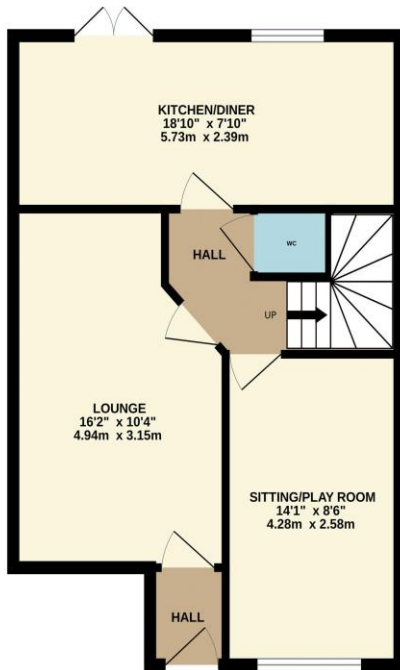 KITCHEN/DINER
18'10" x 7'10"
5.73m x 2.39m
HALL
WC
UP
LOUNGE
16'2" x 10'4"
4.94m x 3.15m
SITTING/PLAY ROOM
14'1" x 8'6"
4.28m x 2.58m
HALL